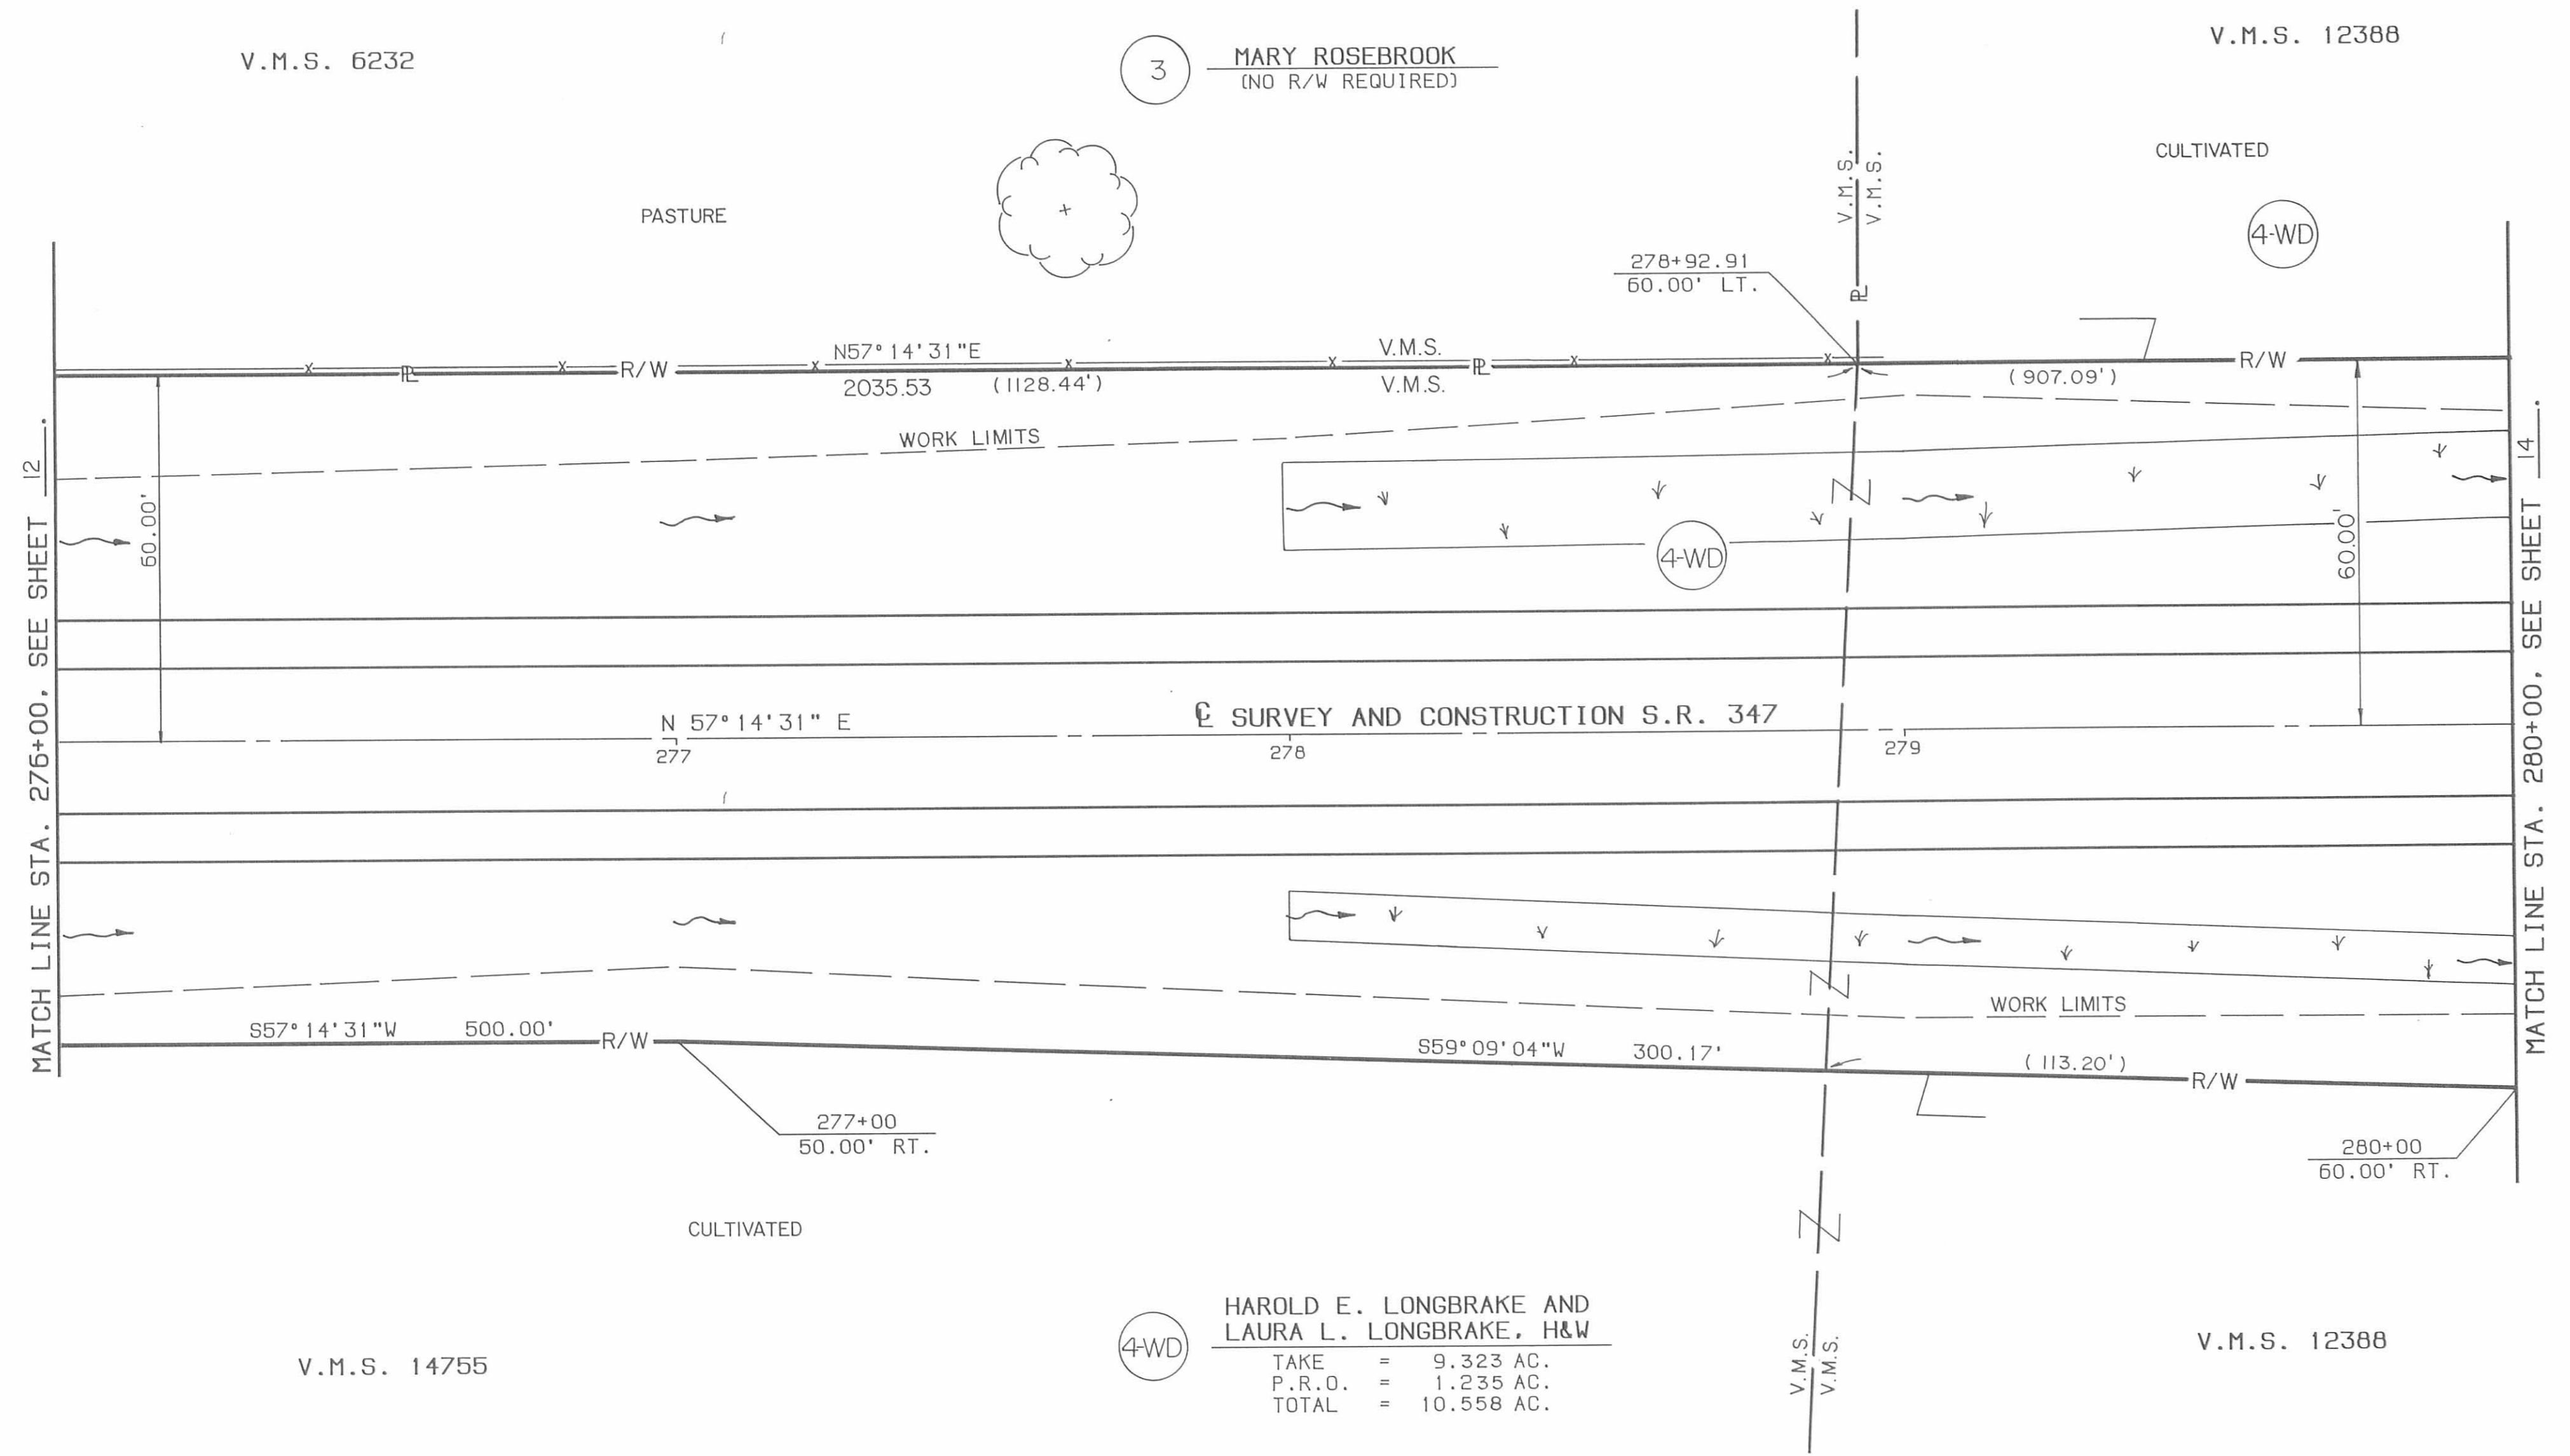 V.M.S. 6232
3
MARY ROSEBROOK
(NO R/W REQUIRED)
V.M.S. 12388
CULTIVATED
4-WD
PASTURE
V.M.S.
V.M.S.
PL
278+92.91
60.00' LT.
N57°14'31"E
V.M.S.
PL
R/W
PL
R/W
2035.53
(1128.44')
V.M.S.
(907.09')
WORK LIMITS
MATCH LINE STA. 276+00, SEE SHEET 12.
60.00'
4-WD
60.00'
MATCH LINE STA. 280+00, SEE SHEET 14.
N 57°14'31" E
CL SURVEY AND CONSTRUCTION S.R. 347
277
278
279
WORK LIMITS
S57°14'31"W
500.00'
R/W
S59°09'04"W
300.17'
(113.20')
R/W
277+00
50.00' RT.
280+00
60.00' RT.
CULTIVATED
4-WD
HAROLD E. LONGBRAKE AND
LAURA L. LONGBRAKE, H&W
TAKE = 9.323 AC.
P.R.O. = 1.235 AC.
TOTAL = 10.558 AC.
V.M.S. 14755
V.M.S.
V.M.S.
V.M.S. 12388